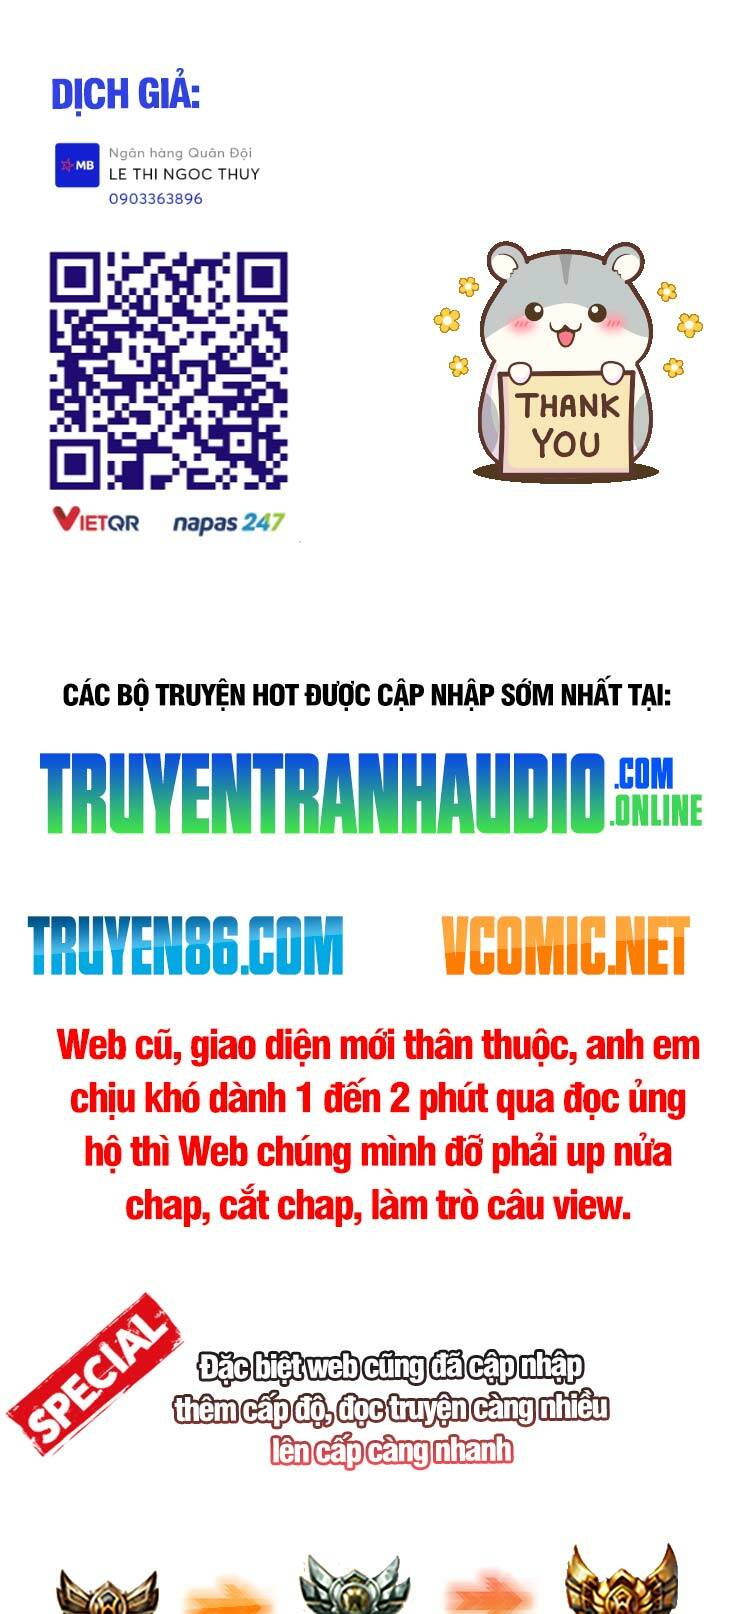 DỊCH GIẢ:
Ngân hàng Quân Đội
MB
LE THI NGOC THUY
0903363896
VIETQR napas 247
THANK
YOU
CÁC BỘ TRUYỆN HOT ĐƯỢC CẬP NHẬP SỚM NHẤT TẠI:
TRUYENTRANHAUDIO.COM
.ONLINE
TRUYEN86.COM VCOMIC.NET
Web cũ, giao diện mới thân thuộc, anh em
chịu khó dành 1 đến 2 phút qua đọc ủng
hộ thì Web chúng mình đỡ phải up nửa
chap, cắt chap, làm trò câu view.
SPECIAL
Đặc biệt web cũng đã cập nhập
thêm cấp độ, đọc truyện càng nhiều
lên cấp càng nhanh